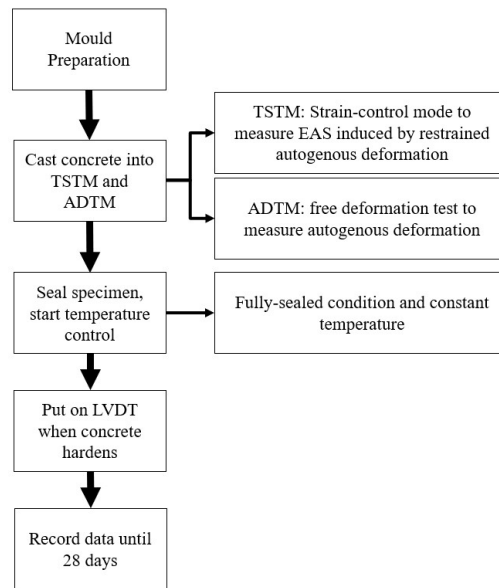 Mould
Preparation
Cast concrete into
TSTM and
ADTM
TSTM: Strain-control mode to
measure EAS induced by restrained
autogenous deformation
ADTM: free deformation test to
measure autogenous deformation
Seal specimen,
start temperature
control
Fully-sealed condition and constant
temperature
Put on LVDT
when concrete
hardens
Record data until
28 days